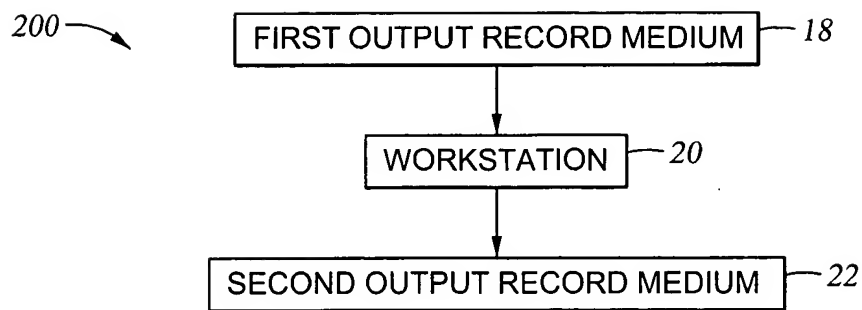 200
FIRST OUTPUT RECORD MEDIUM 18
WORKSTATION 20
SECOND OUTPUT RECORD MEDIUM 22